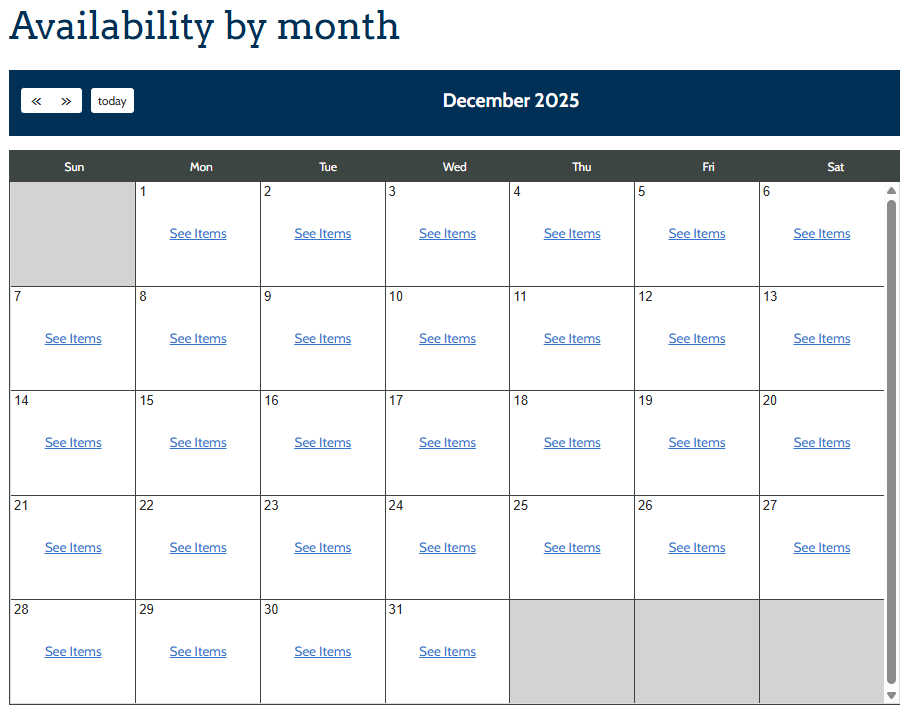 Availability by month
« » today December 2025
Sun Mon Tue Wed Thu Fri Sat
1 2 3 4 5 6
See Items See Items See Items See Items See Items See Items
7 8 9 10 11 12 13
See Items See Items See Items See Items See Items See Items See Items
14 15 16 17 18 19 20
See Items See Items See Items See Items See Items See Items See Items
21 22 23 24 25 26 27
See Items See Items See Items See Items See Items See Items See Items
28 29 30 31
See Items See Items See Items See Items